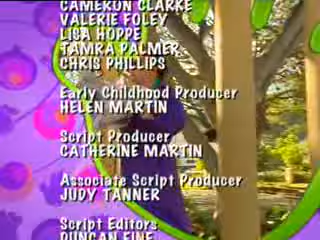 CAMERON CLARKE
VALERIE FOLEY
LISA HOPPE
TAMRA PALMER
CHRIS PHILLIPS
Early Childhood Producer
HELEN MARTIN
Script Producer
CATHERINE MARTIN
Associate Script Producer
JUDY TANNER
Script Editors
DUNCAN FINE